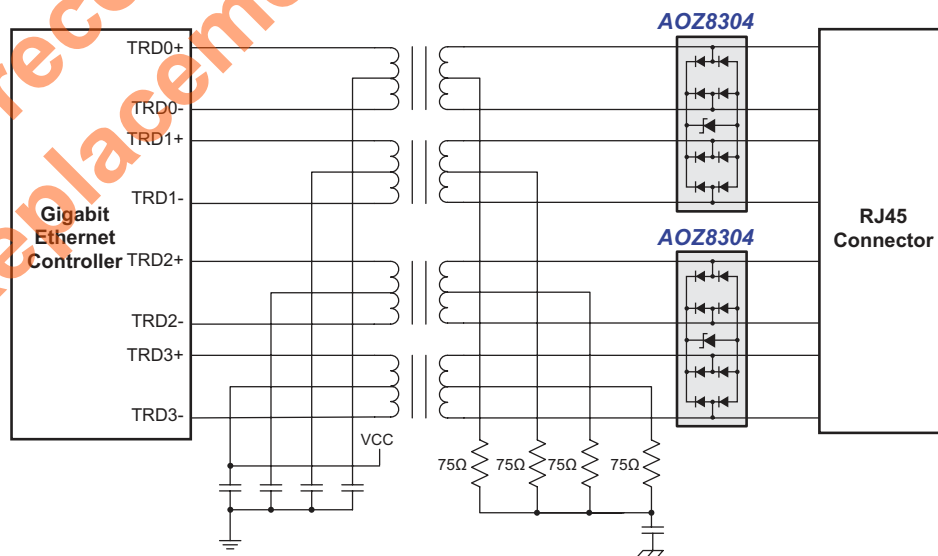 AOZ8304
TRD0+
TRD0-
TRD1+
TRD1-
Gigabit
Ethernet
Controller
TRD2+
TRD2-
TRD3+
TRD3-
RJ45
Connector
AOZ8304
VCC
75Ω
75Ω
75Ω
75Ω